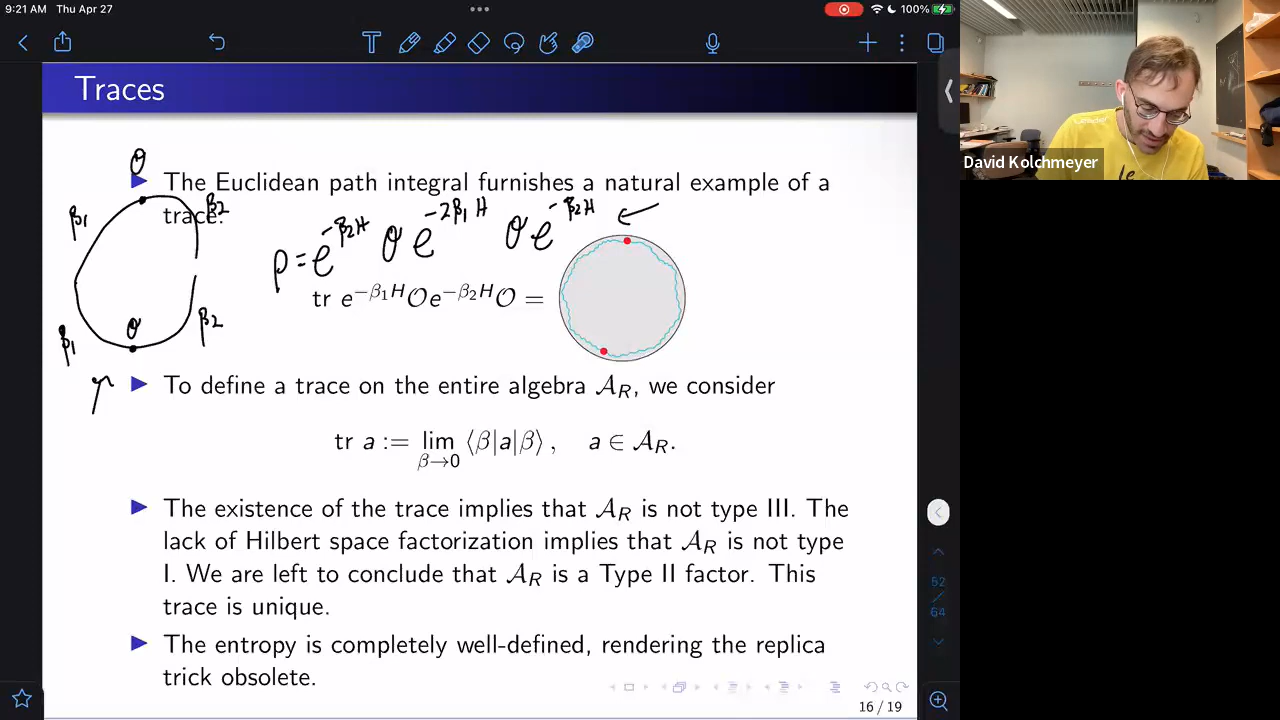 9:21 AM Thu Apr 27
100%
Traces
The Euclidean path integral furnishes a natural example of a
trace.
O
β1
β2
ρ = e^{-β2H} O e^{-2β1H} O e^{-β2H}
tr e^{-β1H}Oe^{-β2H}O =
O
β1
β2
To define a trace on the entire algebra A_R, we consider
tr a := lim_{β→0} ⟨β|a|β⟩, a ∈ A_R.
The existence of the trace implies that A_R is not type III. The
lack of Hilbert space factorization implies that A_R is not type
I. We are left to conclude that A_R is a Type II factor. This
trace is unique.
The entropy is completely well-defined, rendering the replica
trick obsolete.
16 / 19
52
64
David Kolchmeyer